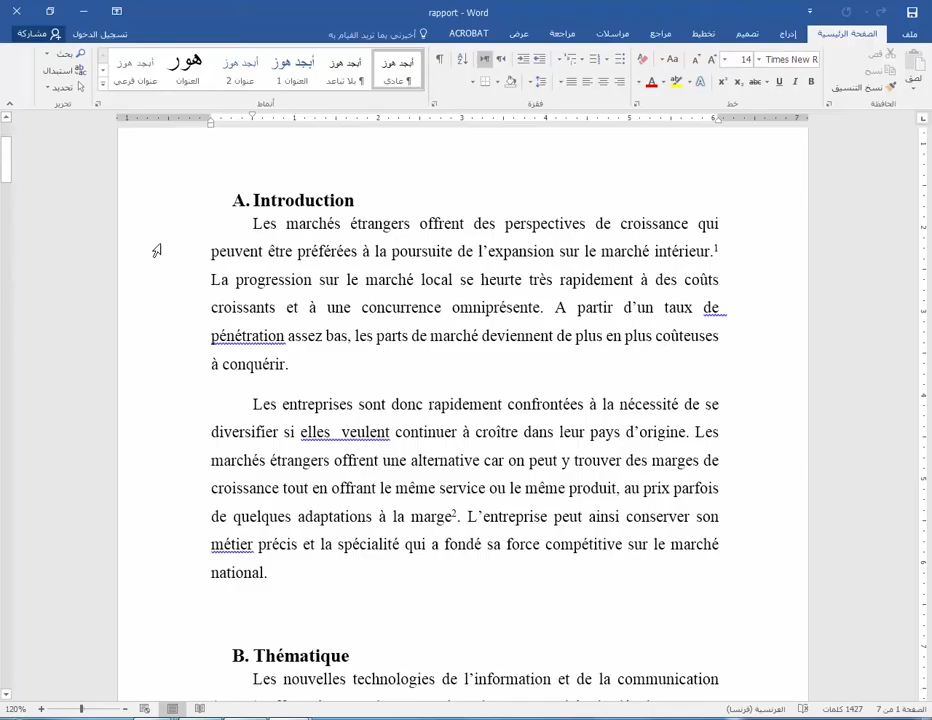 rapport - Word
تسجيل الدخول
مشاركة
ملف
الصفحة الرئيسية
إدراج
تصميم
تخطيط
مراجع
مراسلات
مراجعة
عرض
ACROBAT
أخبرني بما تريد القيام به
قص
نسخ
نسخ التنسيق
لصق
الحافظة
Times New R
14
Aa
خط
فقرة
أبجد هوز
عادي
أبجد هوز
بلا تباعد
أبجد هوز
العنوان 1
أبجد هوز
عنوان 2
هوز
العنوان
أبجد هوز
عنوان فرعي
أنماط
بحث
استبدال
تحديد
تحرير
A. Introduction
Les marchés étrangers offrent des perspectives de croissance qui
peuvent être préférées à la poursuite de l’expansion sur le marché intérieur.1
La progression sur le marché local se heurte très rapidement à des coûts
croissants et à une concurrence omniprésente. A partir d’un taux de
pénétration assez bas, les parts de marché deviennent de plus en plus coûteuses
à conquérir.
Les entreprises sont donc rapidement confrontées à la nécessité de se
diversifier si elles  veulent continuer à croître dans leur pays d’origine. Les
marchés étrangers offrent une alternative car on peut y trouver des marges de
croissance tout en offrant le même service ou le même produit, au prix parfois
de quelques adaptations à la marge2. L’entreprise peut ainsi conserver son
métier précis et la spécialité qui a fondé sa force compétitive sur le marché
national.
B. Thématique
Les nouvelles technologies de l’information et de la communication
الصفحة 1 من 7
1427 كلمات
الفرنسية (فرنسا)
120%